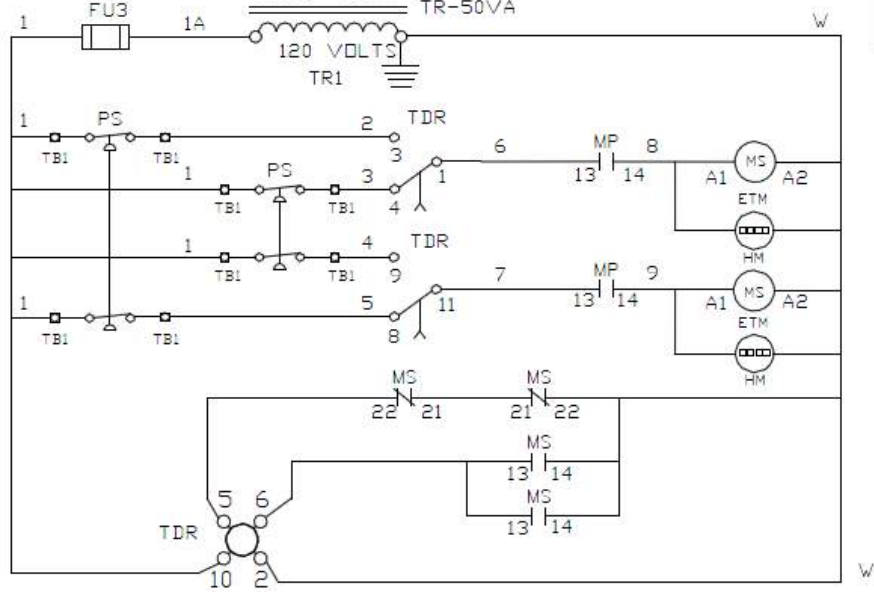 TR-50VA
1 FU3 1A W
120 VOLTS
TR1
1 PS 2 TDR
TB1 TB1 3
6 MP 8 MS
1 PS 3 1 13 14 A1 A2
TB1 TB1 4 ETM
1 4 TDR HM
TB1 TB1 9
7 MP 9 MS
1 5 11 13 14 A1 A2
TB1 TB1 8 ETM
HM
MS MS
22 21 21 22
MS
13 14
MS
5 6 13 14
TDR
10 2 W